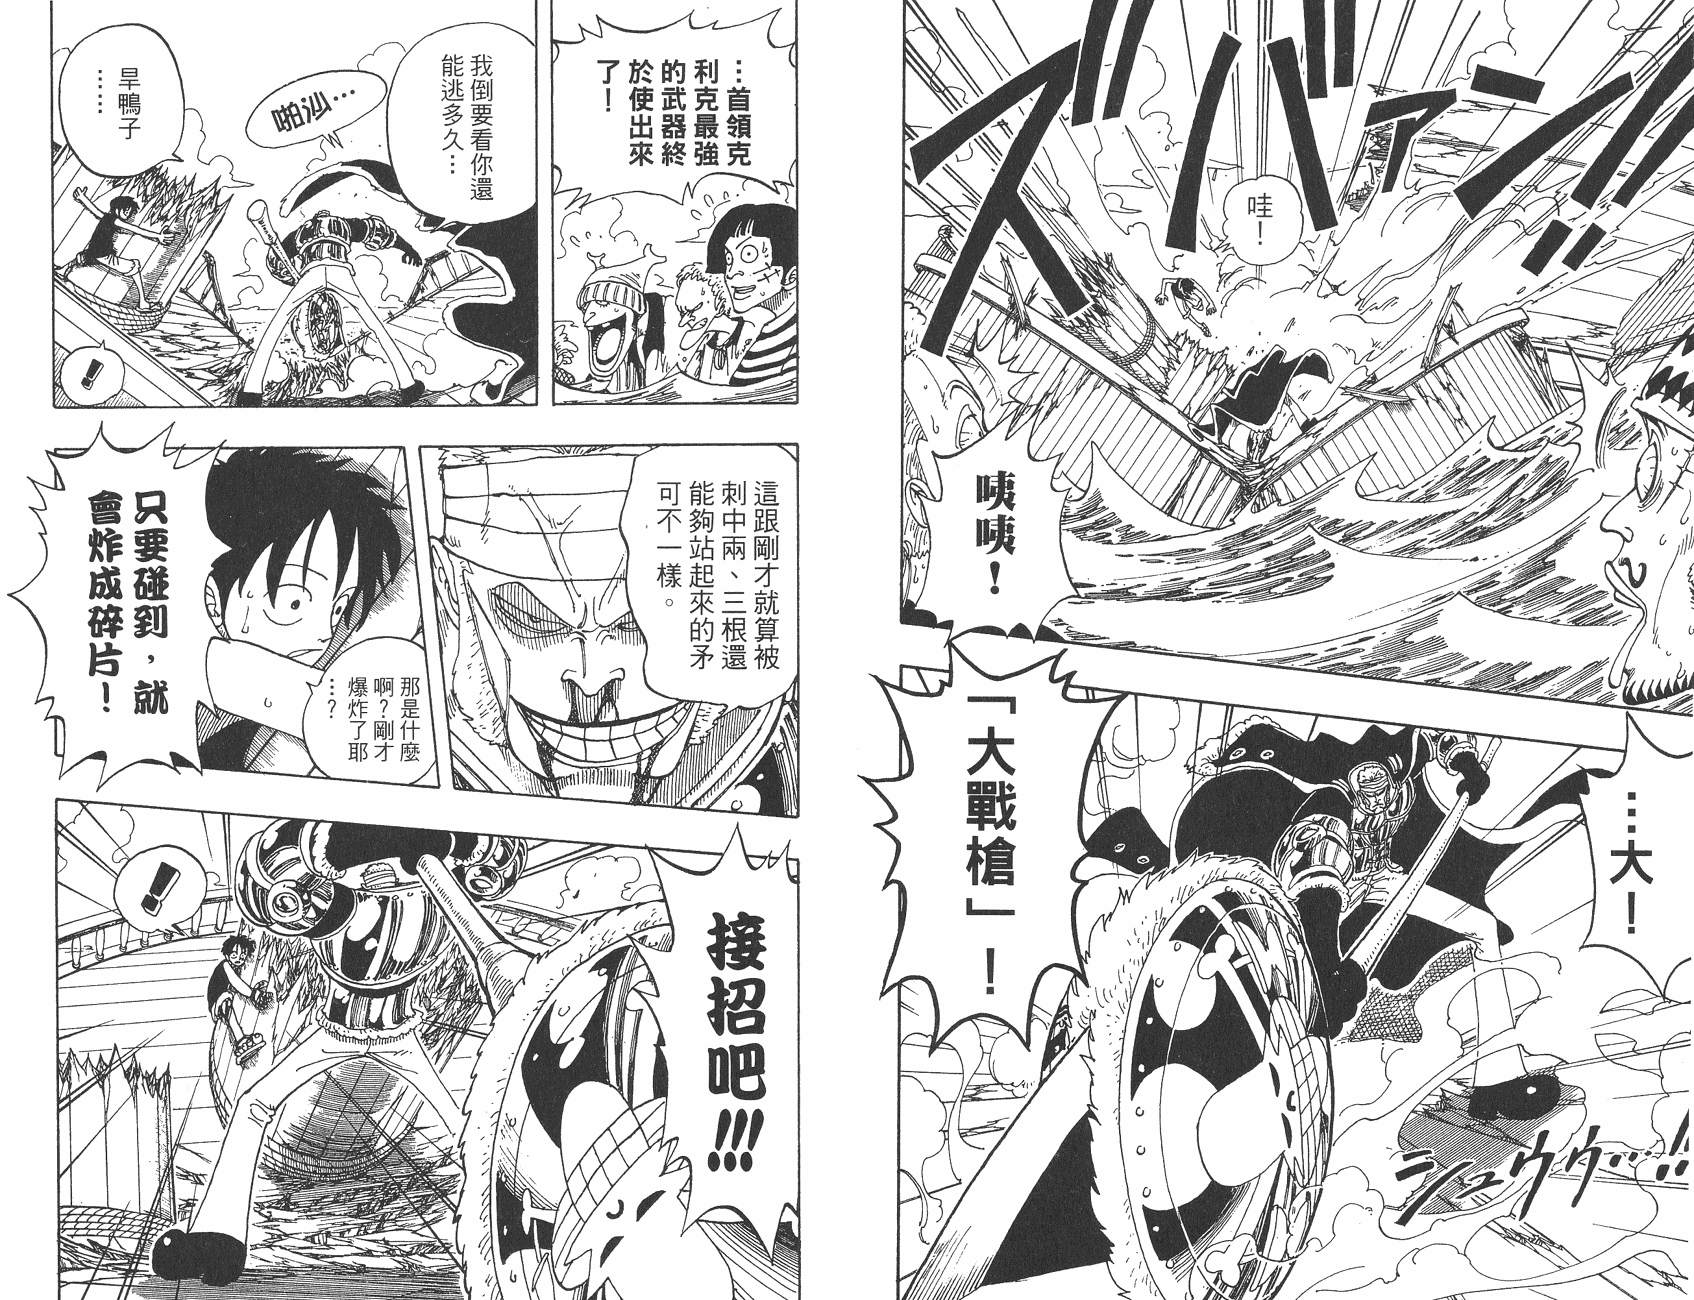 ズバァン!!
哇！
咦
咦！
…大！
「大戰槍」！
シュウウ…!!
…首領克
利克最強
的武器終
於使出來
了！
我倒要看你還
能逃多久…
啪汕…
旱鴨子
……
！
這跟剛才就算被
刺中兩、三根還
能夠站起來的矛
可不一樣。
那是什麼
啊？剛才
爆炸了耶
…？
只要碰到，就
會炸成碎片！
接招吧!!!
！